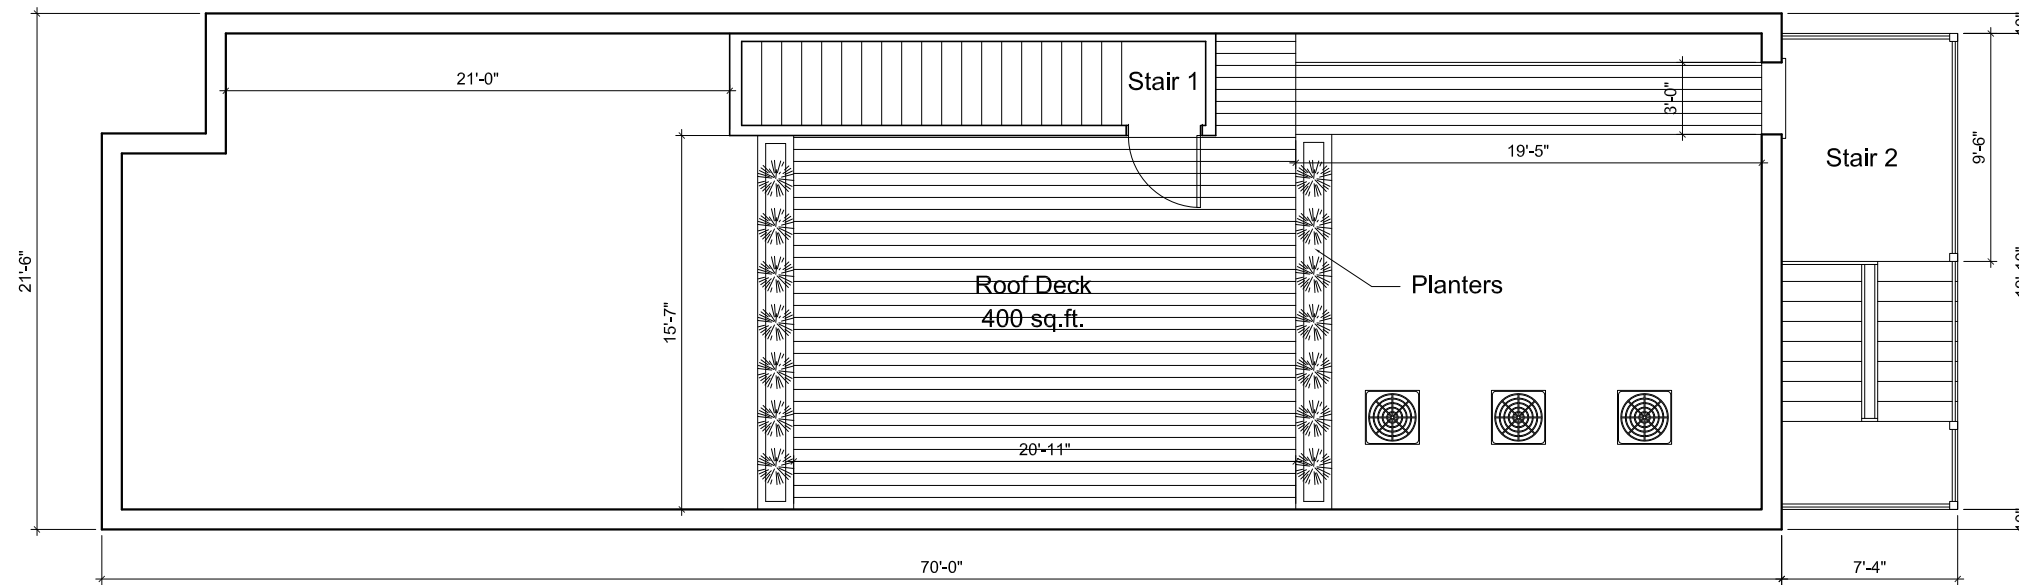 21'-0"
Stair 1
3'-0"
19'-5"
Stair 2
9'-6"
21'-6"
15'-7"
Roof Deck
400 sq.ft.
Planters
20'-11"
70'-0"
7'-4"